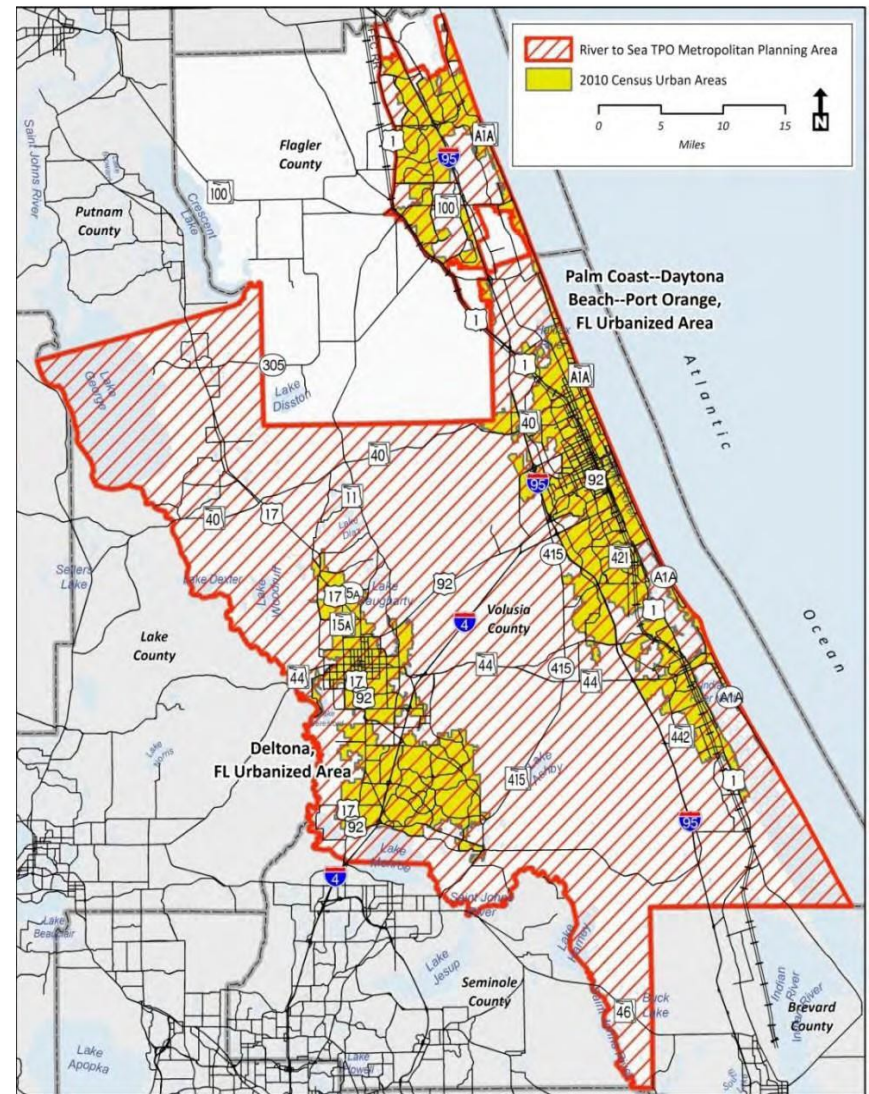 River to Sea TPO Metropolitan Planning Area
2010 Census Urban Areas
0 5 10 15
Miles
N
Saint Johns River
Flagler
County
1
A1A
95
100
Crescent
Lake
100
Putnam
County
Palm Coast--Daytona
Beach--Port Orange,
FL Urbanized Area
1
305
Lake
Disston
1
A1A
Lake
George
Atlantic
Ocean
40
40
95
92
11
17
40
415
421
Sellers
Lake
Lake Dexter
Lake
Woodruff
92
A1A
17
15A
4
Volusia
County
1
Lake
County
44
44
415
44
17
92
A1A
442
Lake
Norris
Deltona,
FL Urbanized Area
415
Lake
Ashby
1
17
92
95
Lake
Monroe
4
Saint Johns
River
Lake
Beauclair
Lake
Harney
Lake
Jesup
Seminole
County
46
Buck
Lake
Indian River
Brevard
County
Lake
Apopka